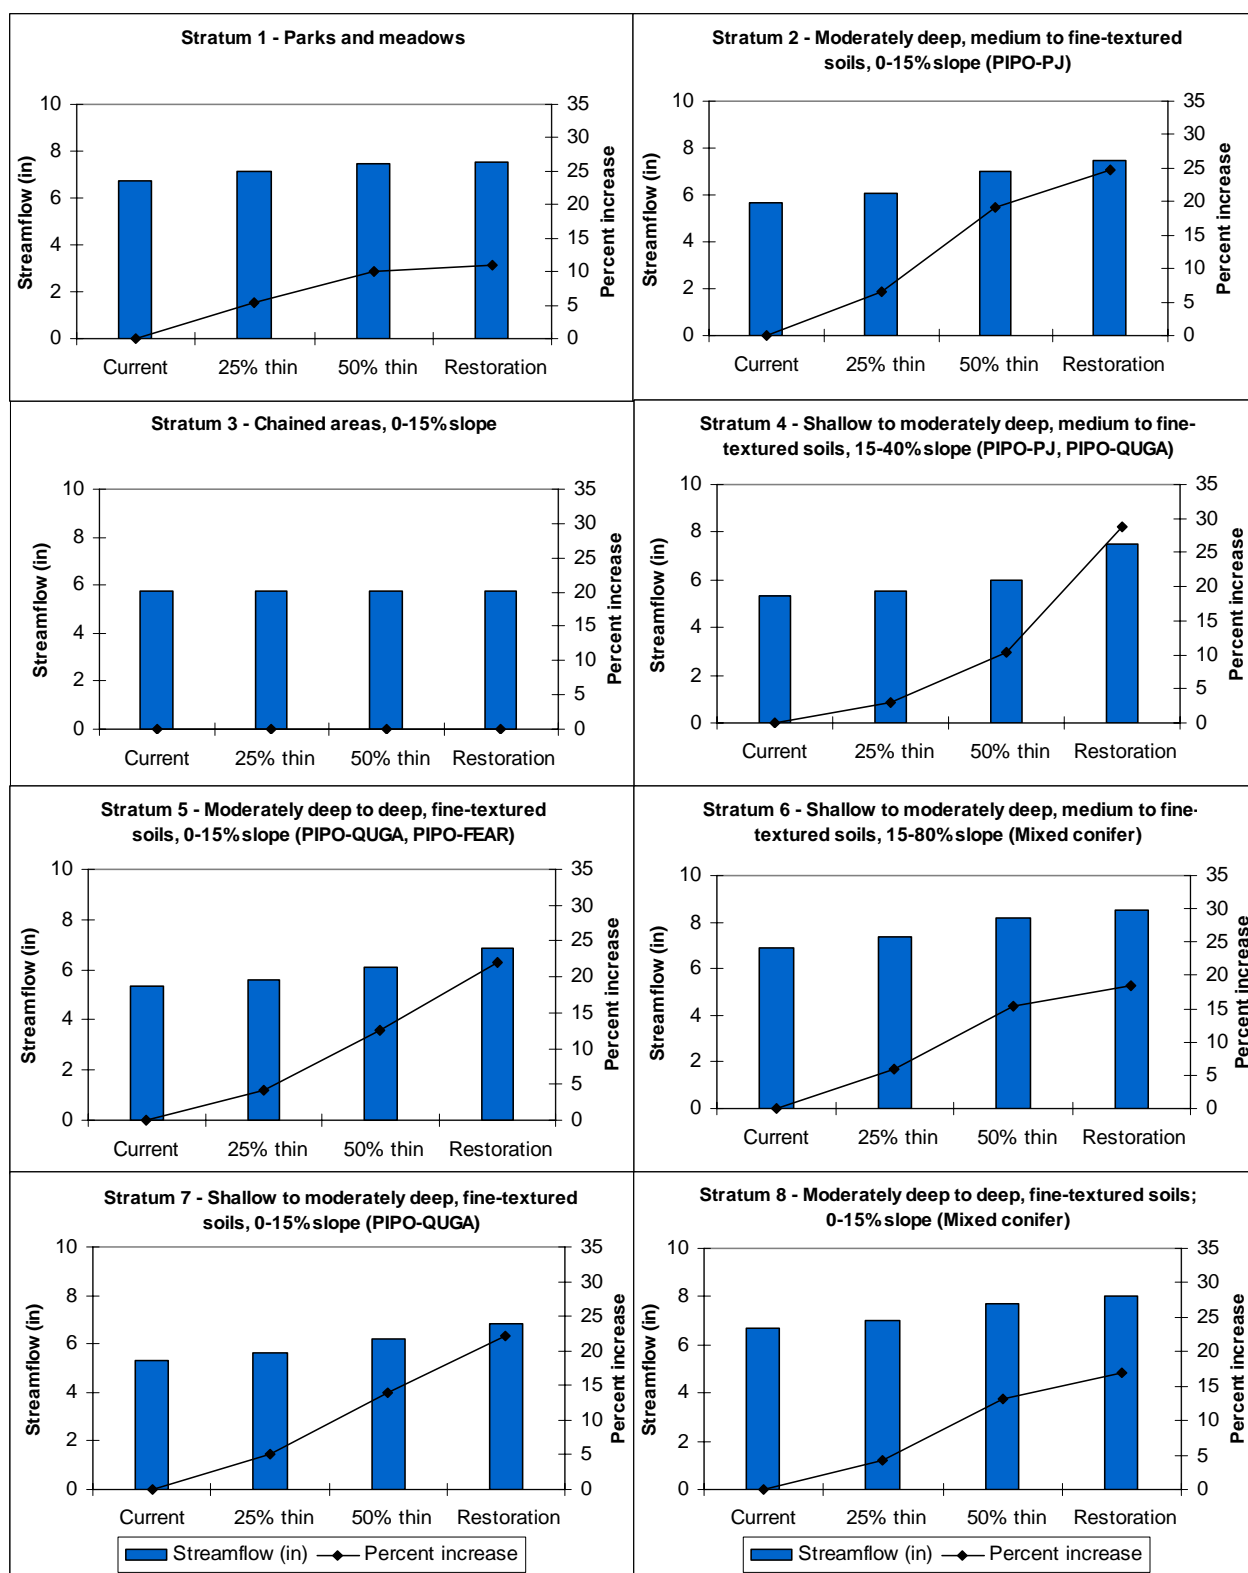 Stratum 1 - Parks and meadows
10
8
6
4
2
0
35
30
25
20
15
10
5
0
Streamflow (in)
Percent increase
Current 25% thin 50% thin Restoration
Stratum 2 - Moderately deep, medium to fine-textured
soils, 0-15% slope (PIPO-PJ)
10
8
6
4
2
0
35
30
25
20
15
10
5
0
Streamflow (in)
Percent increase
Current 25% thin 50% thin Restoration
Stratum 3 - Chained areas, 0-15% slope
10
8
6
4
2
0
35
30
25
20
15
10
5
0
Streamflow (in)
Percent increase
Current 25% thin 50% thin Restoration
Stratum 4 - Shallow to moderately deep, medium to fine-
textured soils, 15-40% slope (PIPO-PJ, PIPO-QUGA)
10
8
6
4
2
0
35
30
25
20
15
10
5
0
Streamflow (in)
Percent increase
Current 25% thin 50% thin Restoration
Stratum 5 - Moderately deep to deep, fine-textured
soils, 0-15% slope (PIPO-QUGA, PIPO-FEAR)
10
8
6
4
2
0
35
30
25
20
15
10
5
0
Streamflow (in)
Percent increase
Current 25% thin 50% thin Restoration
Stratum 6 - Shallow to moderately deep, medium to fine-
textured soils, 15-80% slope (Mixed conifer)
10
8
6
4
2
0
35
30
25
20
15
10
5
0
Streamflow (in)
Percent increase
Current 25% thin 50% thin Restoration
Stratum 7 - Shallow to moderately deep, fine-textured
soils, 0-15% slope (PIPO-QUGA)
10
8
6
4
2
0
35
30
25
20
15
10
5
0
Streamflow (in)
Percent increase
Current 25% thin 50% thin Restoration
Streamflow (in) Percent increase
Stratum 8 - Moderately deep to deep, fine-textured soils;
0-15% slope (Mixed conifer)
10
8
6
4
2
0
35
30
25
20
15
10
5
0
Streamflow (in)
Percent increase
Current 25% thin 50% thin Restoration
Streamflow (in) Percent increase